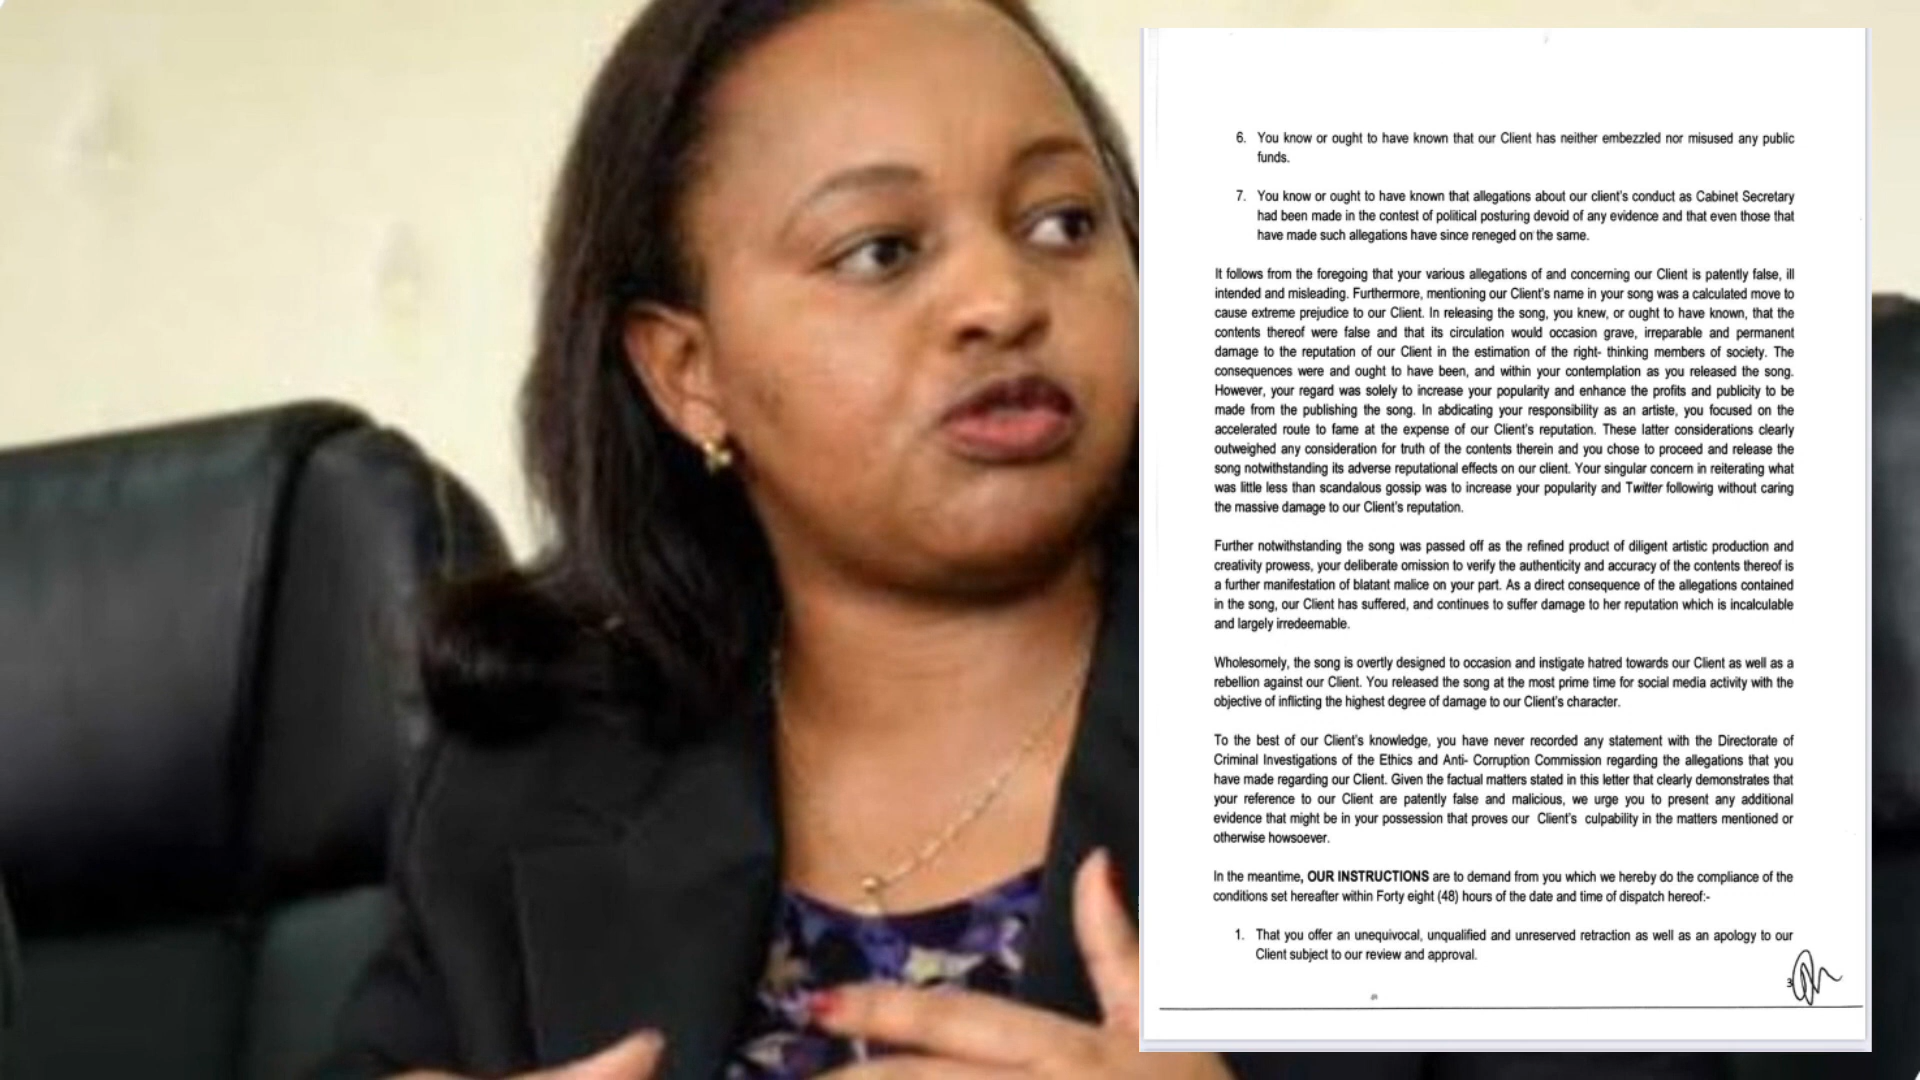 6. You know or ought to have known that our Client has neither embezzled nor misused any public
funds.
7. You know or ought to have known that allegations about our client's conduct as Cabinet Secretary
had been made in the contest of political posturing devoid of any evidence and that even those that
have made such allegations have since reneged on the same.
It follows from the foregoing that your various allegations of and concerning our Client is patently false, ill
intended and misleading. Furthermore, mentioning our Client's name in your song was a calculated move to
cause extreme prejudice to our Client. In releasing the song, you knew, or ought to have known, that the
contents thereof were false and that its circulation would occasion grave, irreparable and permanent
damage to the reputation of our Client in the estimation of the right- thinking members of society. The
consequences were and ought to have been, and within your contemplation as you released the song.
However, your regard was solely to increase your popularity and enhance the profits and publicity to be
made from the publishing the song. In abdicating your responsibility as an artiste, you focused on the
accelerated route to fame at the expense of our Client's reputation. These latter considerations clearly
outweighed any consideration for truth of the contents therein and you chose to proceed and release the
song notwithstanding its adverse reputational effects on our client. Your singular concern in reiterating what
was little less than scandalous gossip was to increase your popularity and Twitter following without caring
the massive damage to our Client's reputation.
Further notwithstanding the song was passed off as the refined product of diligent artistic production and
creativity prowess, your deliberate omission to verify the authenticity and accuracy of the contents thereof is
a further manifestation of blatant malice on your part. As a direct consequence of the allegations contained
in the song, our Client has suffered, and continues to suffer damage to her reputation which is incalculable
and largely irredeemable.
Wholesomely, the song is overtly designed to occasion and instigate hatred towards our Client as well as a
rebellion against our Client. You released the song at the most prime time for social media activity with the
objective of inflicting the highest degree of damage to our Client's character.
To the best of our Client's knowledge, you have never recorded any statement with the Directorate of
Criminal Investigations of the Ethics and Anti- Corruption Commission regarding the allegations that you
have made regarding our Client. Given the factual matters stated in this letter that clearly demonstrates that
your reference to our Client are patently false and malicious, we urge you to present any additional
evidence that might be in your possession that proves our Client's culpability in the matters mentioned or
otherwise howsoever.
In the meantime, OUR INSTRUCTIONS are to demand from you which we hereby do the compliance of the
conditions set hereafter within Forty eight (48) hours of the date and time of dispatch hereof:-
1. That you offer an unequivocal, unqualified and unreserved retraction as well as an apology to our
Client subject to our review and approval.
3